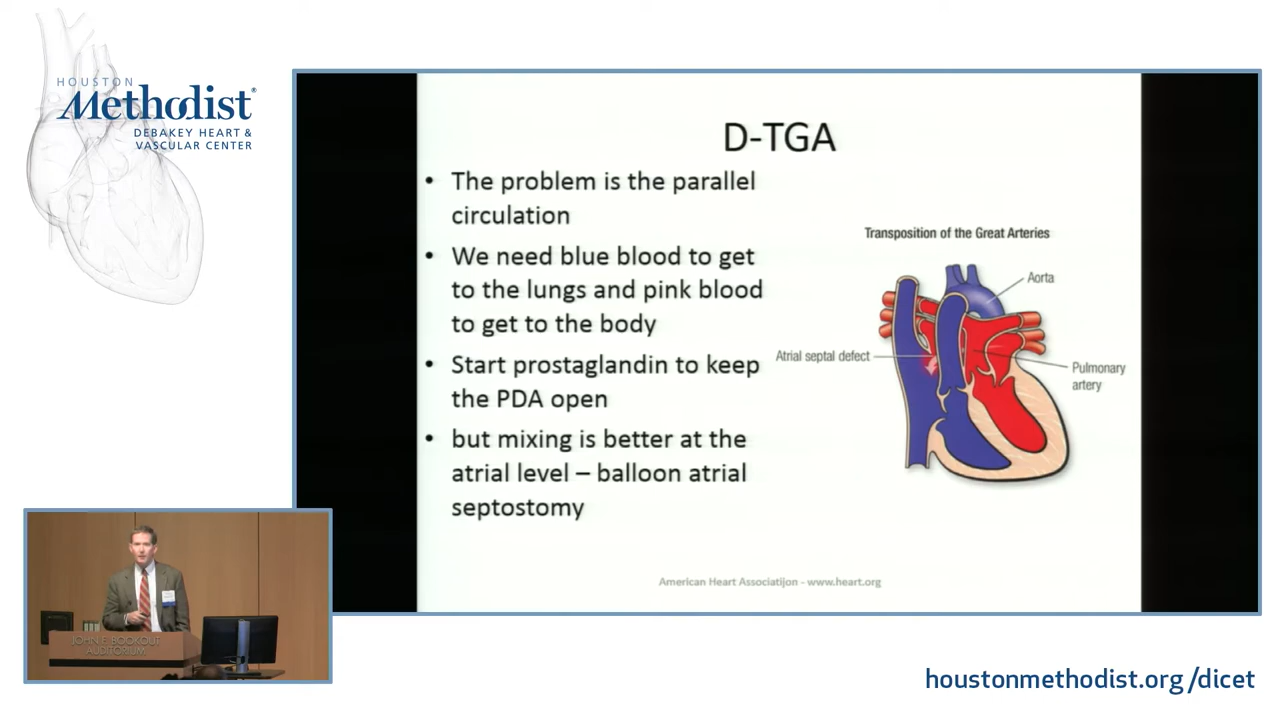 HOUSTON
Methodist®
DEBAKEY HEART &
VASCULAR CENTER
D-TGA
• The problem is the parallel
circulation
• We need blue blood to get
to the lungs and pink blood
to get to the body
• Start prostaglandin to keep
the PDA open
• but mixing is better at the
atrial level – balloon atrial
septostomy
Transposition of the Great Arteries
Aorta
Atrial septal defect
Pulmonary
artery
American Heart Associatijon - www.heart.org
JOHN F. BOOKOUT
AUDITORIUM
houstonmethodist.org/dicet